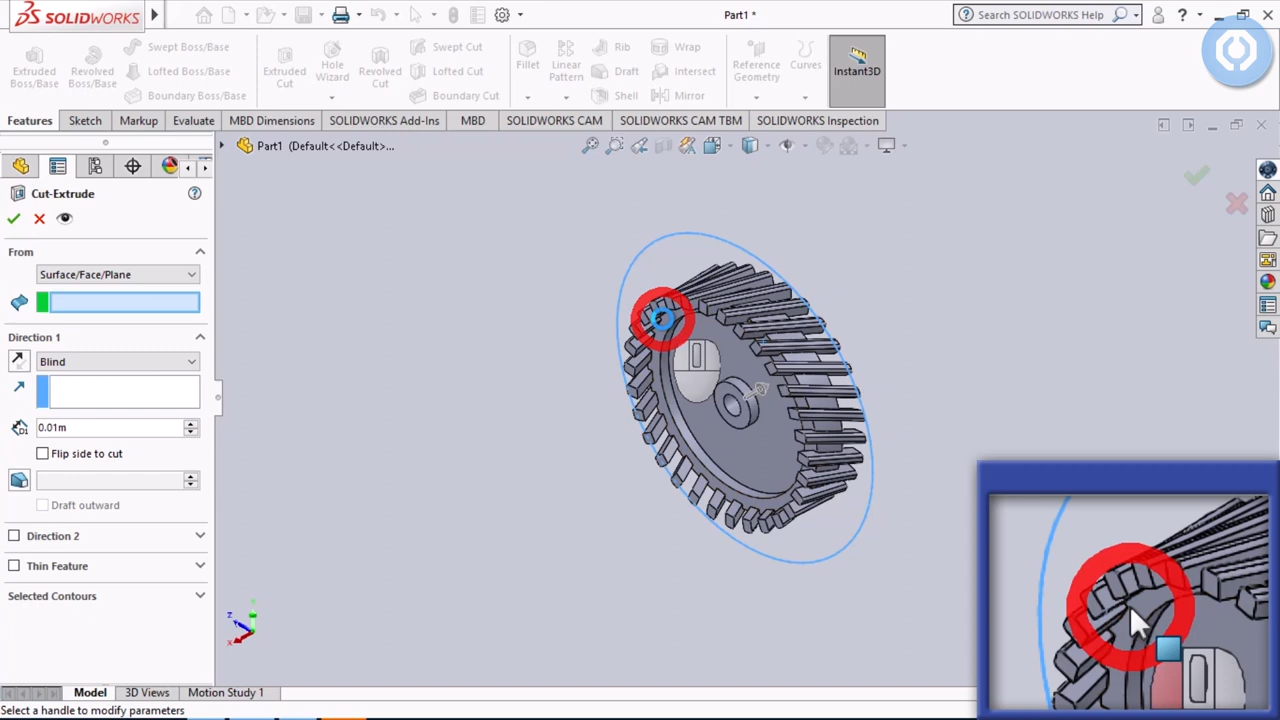 SOLIDWORKS
Part1 *
Search SOLIDWORKS Help
?
Extruded Boss/Base
Revolved Boss/Base
Swept Boss/Base
Lofted Boss/Base
Boundary Boss/Base
Extruded Cut
Hole Wizard
Revolved Cut
Swept Cut
Lofted Cut
Boundary Cut
Fillet
Linear Pattern
Rib
Draft
Shell
Wrap
Intersect
Mirror
Reference Geometry
Curves
Instant3D
Features
Sketch
Markup
Evaluate
MBD Dimensions
SOLIDWORKS Add-Ins
MBD
SOLIDWORKS CAM
SOLIDWORKS CAM TBM
SOLIDWORKS Inspection
Part1 (Default<<Default>...
Cut-Extrude
?
From
Surface/Face/Plane
Direction 1
Blind
0.01m
Flip side to cut
Draft outward
Direction 2
Thin Feature
Selected Contours
Y
Z
X
Model
3D Views
Motion Study 1
Select a handle to modify parameters